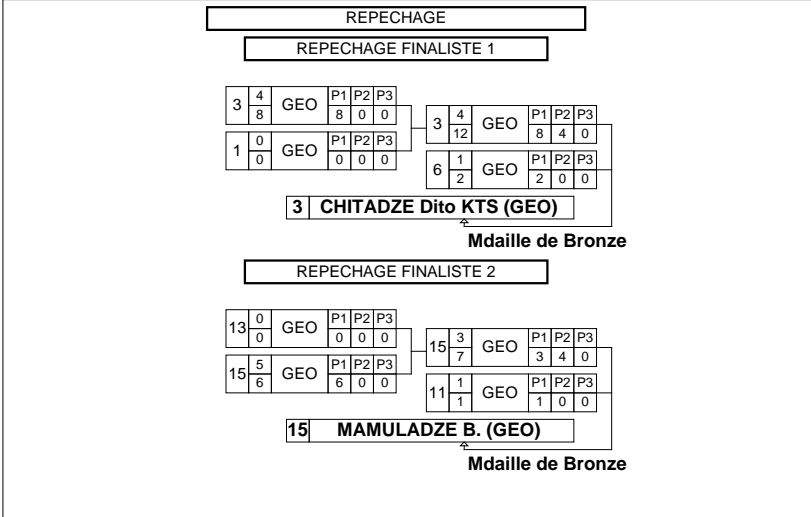 REPECHAGE
REPECHAGE FINALISTE 1
3 4 GEO P1 P2 P3
8 8 0 0
1 0 GEO P1 P2 P3
0 0 0 0
3 4 GEO P1 P2 P3
12 8 4 0
6 1 GEO P1 P2 P3
2 2 0 0
3 CHITADZE Dito KTS (GEO)
Mdaille de Bronze
REPECHAGE FINALISTE 2
13 0 GEO P1 P2 P3
0 0 0 0
15 5 GEO P1 P2 P3
6 6 0 0
15 3 GEO P1 P2 P3
7 3 4 0
11 1 GEO P1 P2 P3
1 1 0 0
15 MAMULADZE B. (GEO)
Mdaille de Bronze